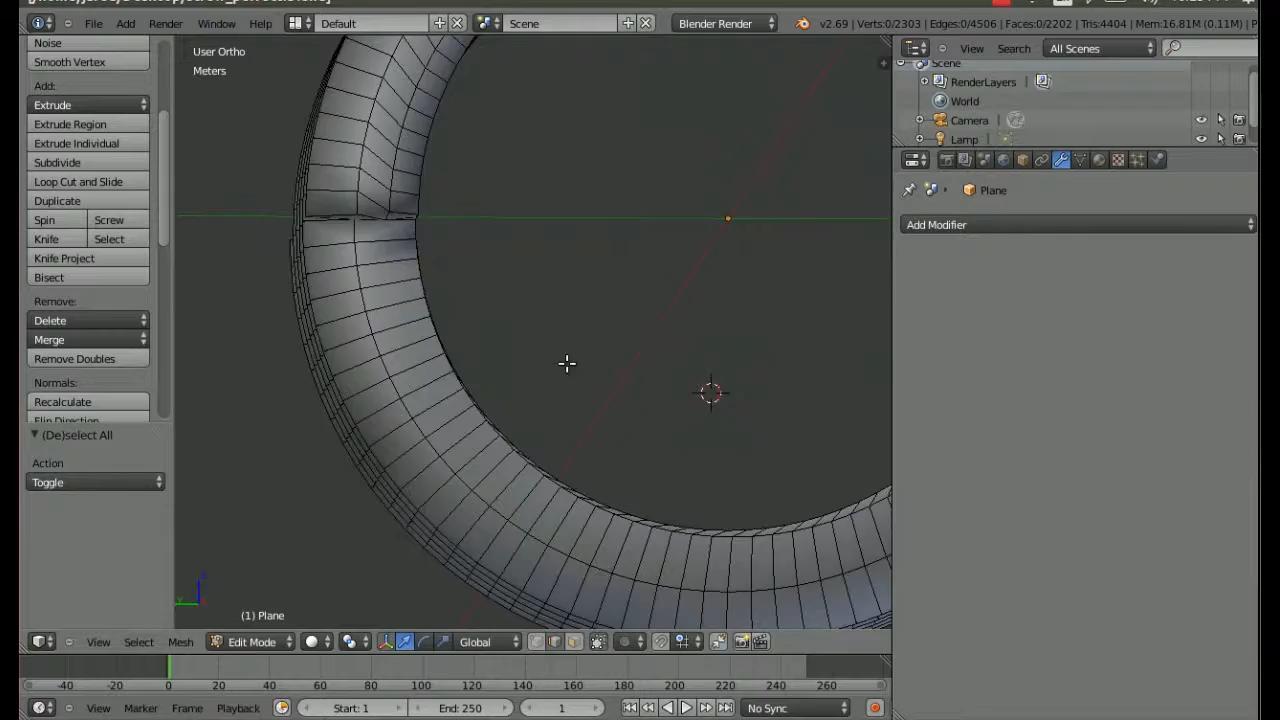 File Add Render Window Help Default Scene Blender Render v2.69 | Verts:0/2303 | Edges:0/4506 | Faces:0/2202 | Tris:4404 | Mem:16.81M (0.11M) |
Noise
Smooth Vertex
Add:
Extrude
Extrude Region
Extrude Individual
Subdivide
Loop Cut and Slide
Duplicate
Spin Screw
Knife Select
Knife Project
Bisect
Remove:
Delete
Merge
Remove Doubles
Normals:
Recalculate
Flip Direction
(De)select All
Action
Toggle
User Ortho
Meters
(1) Plane
View Select Mesh Edit Mode Global
-40 -20 0 20 40 60 80 100 120 140 160 180 200 220 240 260
View Marker Frame Playback Start: 1 End: 250 1 No Sync
View Search All Scenes
Scene
RenderLayers
World
Camera
Lamp
Plane
Add Modifier